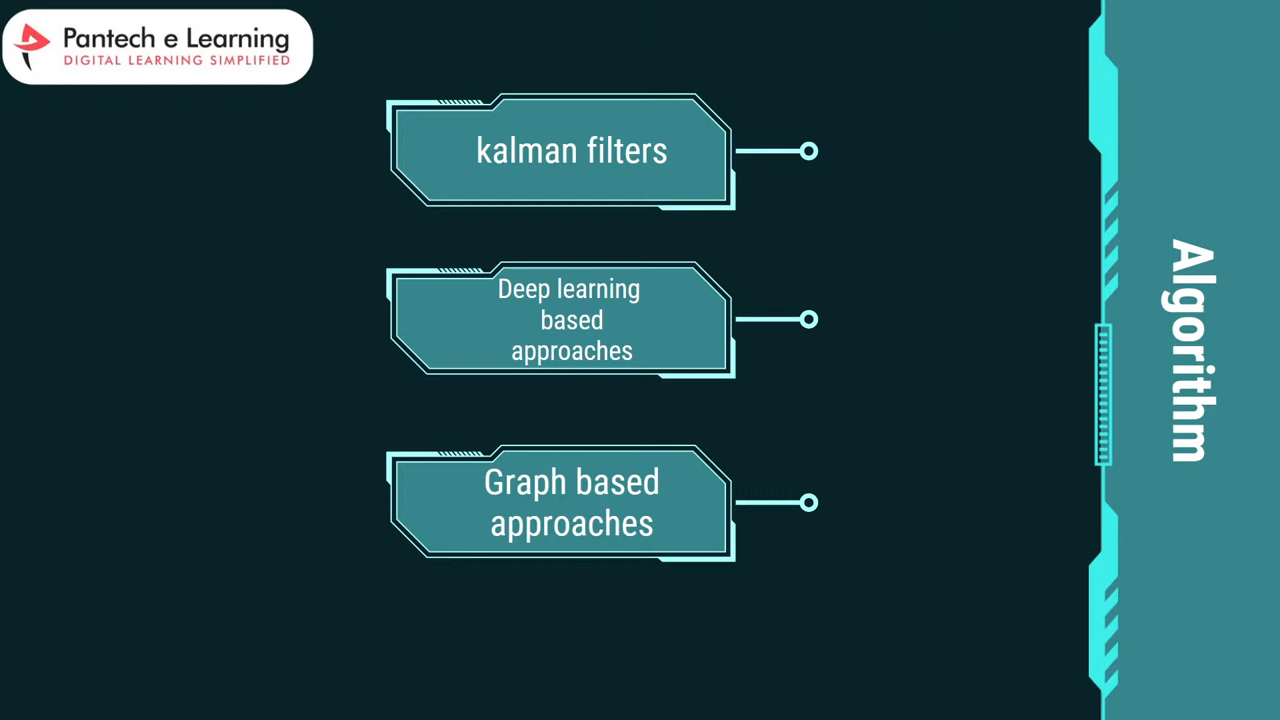 Pantech e Learning
DIGITAL LEARNING SIMPLIFIED
kalman filters
Deep learning
based
approaches
Graph based
approaches
Algorithm